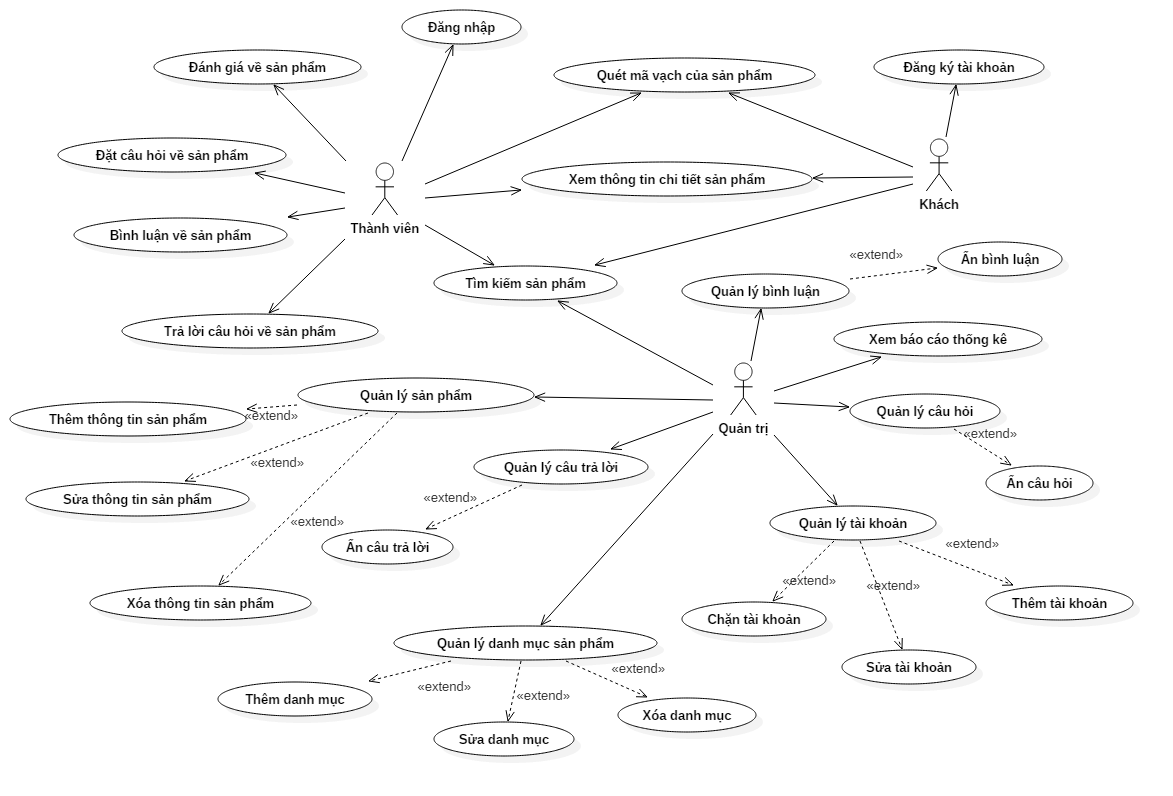 Đăng nhập
Đánh giá về sản phẩm
Quét mã vạch của sản phẩm
Đăng ký tài khoản
Đặt câu hỏi về sản phẩm
Xem thông tin chi tiết sản phẩm
Khách
Thành viên
Bình luận về sản phẩm
«extend»
Ẩn bình luận
Tìm kiếm sản phẩm
Quản lý bình luận
Trả lời câu hỏi về sản phẩm
Xem báo cáo thống kê
Quản lý sản phẩm
Quản lý câu hỏi
Thêm thông tin sản phẩm
«extend»
Quản trị
«extend»
«extend»
Quản lý câu trả lời
Ẩn câu hỏi
Sửa thông tin sản phẩm
«extend»
«extend»
Quản lý tài khoản
Ẩn câu trả lời
«extend»
«extend»
«extend»
Xóa thông tin sản phẩm
Thêm tài khoản
Chặn tài khoản
Quản lý danh mục sản phẩm
«extend»
Sửa tài khoản
«extend»
«extend»
Thêm danh mục
Xóa danh mục
Sửa danh mục